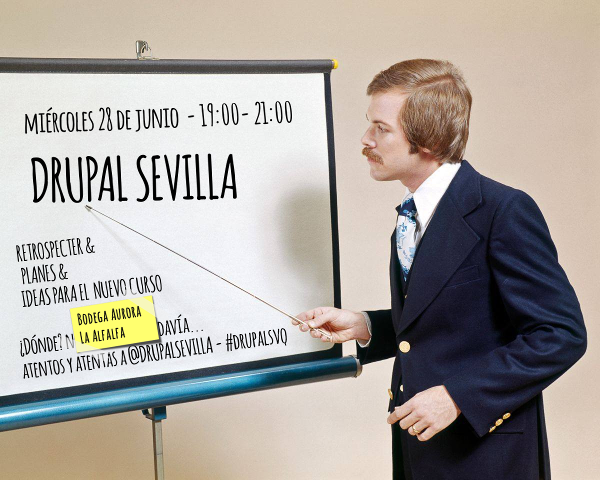 MIÉRCOLES 28 DE JUNIO - 19:00- 21:00
DRUPAL SEVILLA
RETROSPECTER &
PLANES &
IDEAS PARA EL NUEVO CURSO
BODEGA AURORA
LA ALFALFA
¿DÓNDE? DAVÍA...
ATENTOS Y ATENTAS A @DRUPALSEVILLA - #DRUPALSVQ